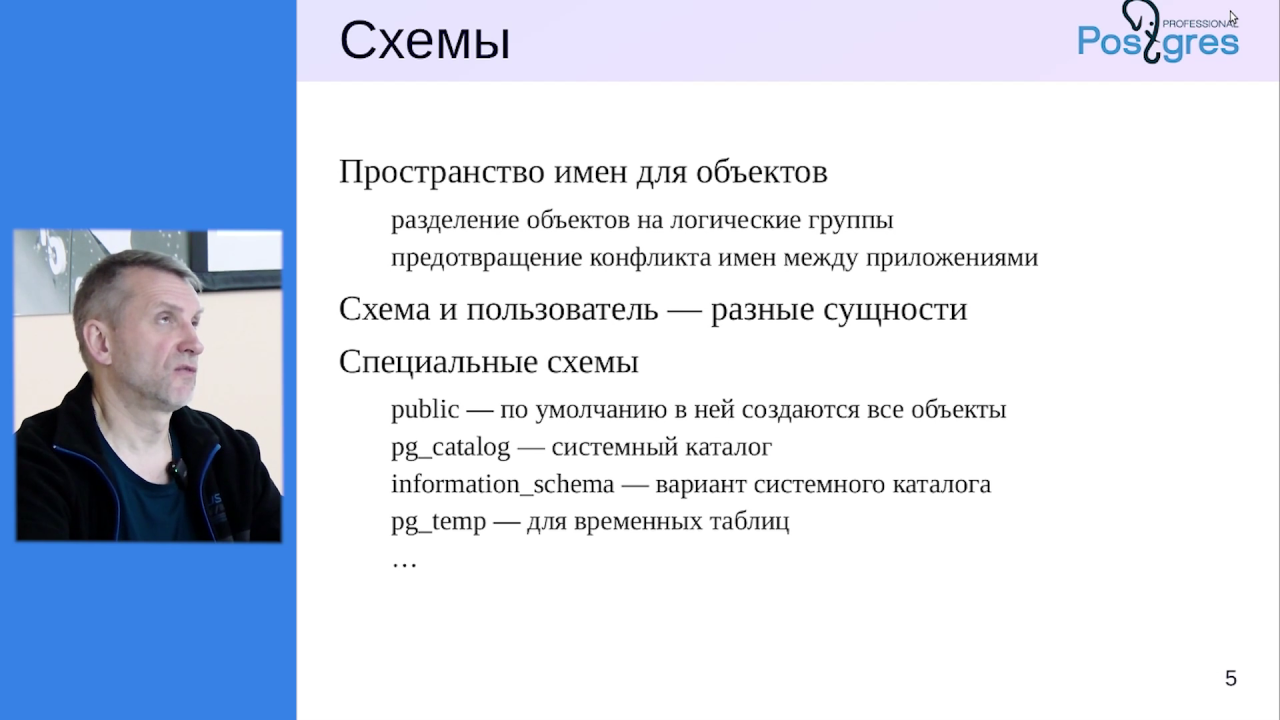 Схемы
PROFESSIONAL
Postgres
Пространство имен для объектов
разделение объектов на логические группы
предотвращение конфликта имен между приложениями
Схема и пользователь — разные сущности
Специальные схемы
public — по умолчанию в ней создаются все объекты
pg_catalog — системный каталог
information_schema — вариант системного каталога
pg_temp — для временных таблиц
…
5